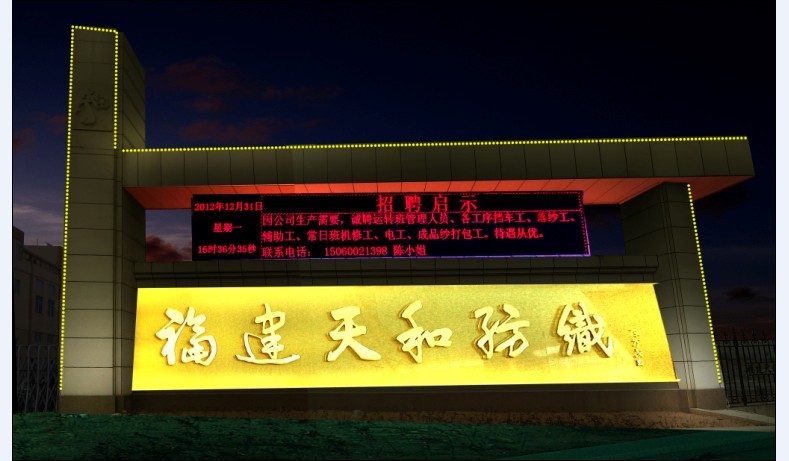 2012年12月31日
星期一
16时36分35秒
招聘启示
因公司生产需要，诚聘运转班管理人员、各工序挡车工、落纱工、
辅助工、常日班机修工、电工、成品纱打包工。待遇从优。
联系电话： 15060021398 陈小姐
福建天和纺織